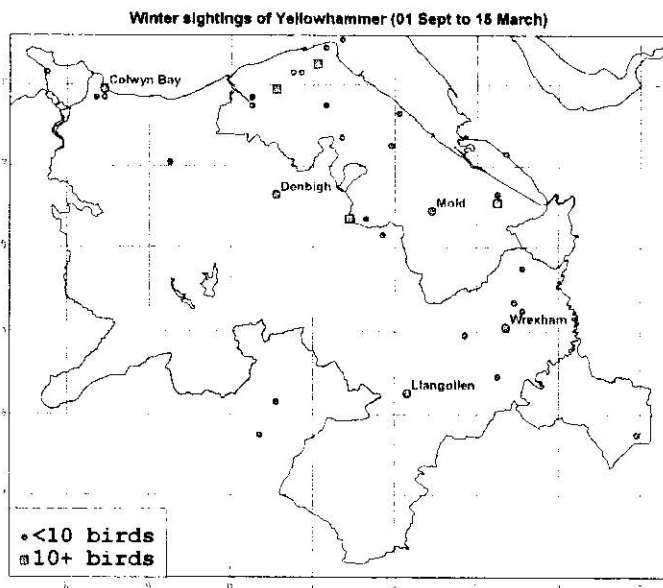 Winter sightings of Yellowhammer (01 Sept to 15 March)
Colwyn Bay
Denbigh
Mold
Wrexham
Llangollen
<10 birds
10+ birds